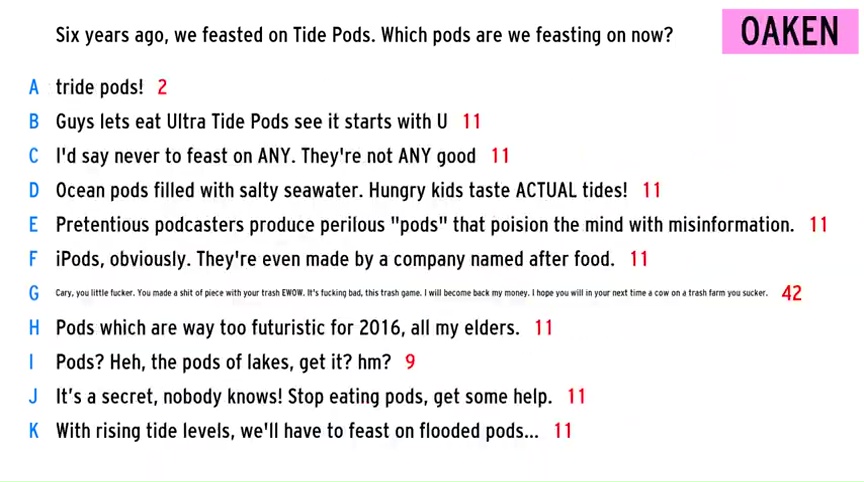 Six years ago, we feasted on Tide Pods. Which pods are we feasting on now?
OAKEN
A tride pods! 2
B Guys lets eat Ultra Tide Pods see it starts with U 11
C I'd say never to feast on ANY. They're not ANY good 11
D Ocean pods filled with salty seawater. Hungry kids taste ACTUAL tides! 11
E Pretentious podcasters produce perilous "pods" that poision the mind with misinformation. 11
F iPods, obviously. They're even made by a company named after food. 11
G Cary, you little fucker. You made a shit of piece with your trash EWOW. It's fucking bad, this trash game. I will become back my money. I hope you will in your next time a cow on a trash farm you sucker. 42
H Pods which are way too futuristic for 2016, all my elders. 11
I Pods? Heh, the pods of lakes, get it? hm? 9
J It's a secret, nobody knows! Stop eating pods, get some help. 11
K With rising tide levels, we'll have to feast on flooded pods... 11